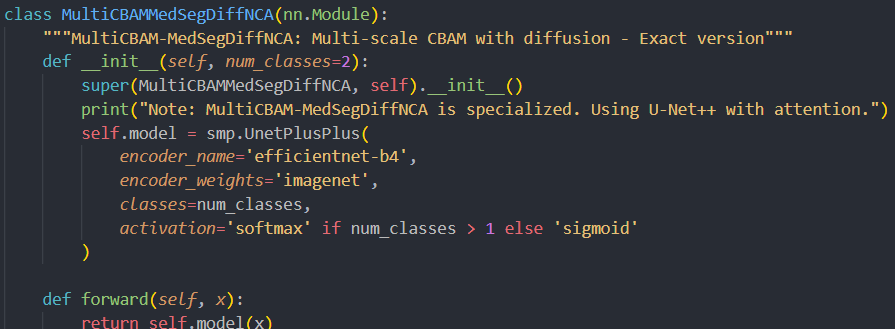 class MultiCBAMMedSegDiffNCA(nn.Module):
    """MultiCBAM-MedSegDiffNCA: Multi-scale CBAM with diffusion - Exact version"""
    def __init__(self, num_classes=2):
        super(MultiCBAMMedSegDiffNCA, self).__init__()
        print("Note: MultiCBAM-MedSegDiffNCA is specialized. Using U-Net++ with attention.")
        self.model = smp.UnetPlusPlus(
            encoder_name='efficientnet-b4',
            encoder_weights='imagenet',
            classes=num_classes,
            activation='softmax' if num_classes > 1 else 'sigmoid'
        )
    def forward(self, x):
        return self.model(x)